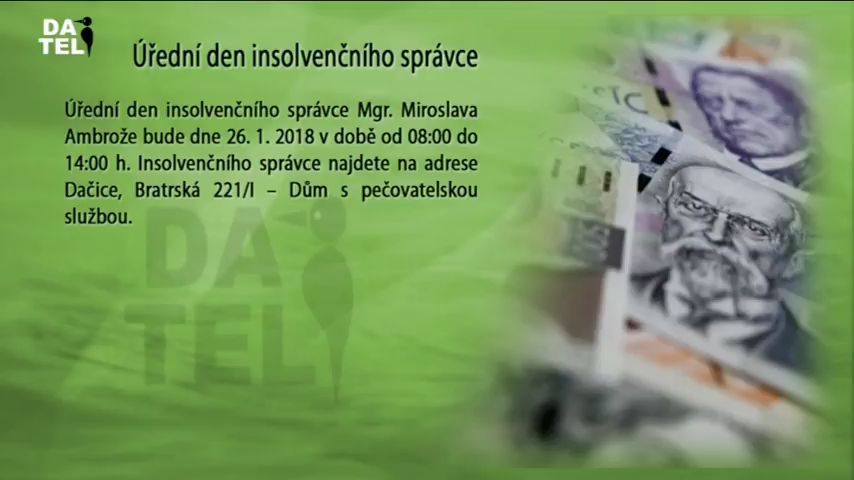 DA
TEL
Úřední den insolvenčního správce
Úřední den insolvenčního správce Mgr. Miroslava
Ambrože bude dne 26. 1. 2018 v době od 08:00 do
14:00 h. Insolvenčního správce najdete na adrese
Dačice, Bratrská 221/I – Dům s pečovatelskou
službou.
DA
TEL